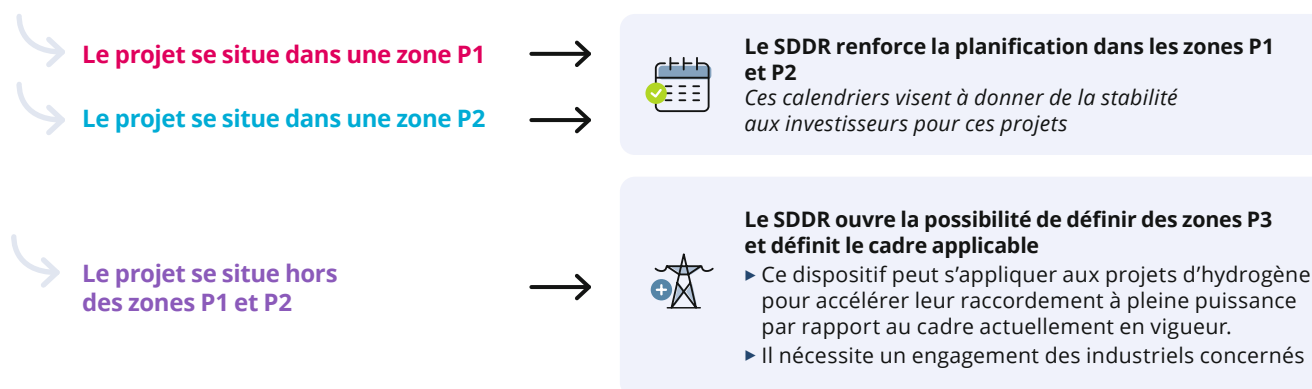 Le projet se situe dans une zone P1
Le projet se situe dans une zone P2
Le SDDR renforce la planification dans les zones P1
et P2
Ces calendriers visent à donner de la stabilité
aux investisseurs pour ces projets
Le projet se situe hors
des zones P1 et P2
Le SDDR ouvre la possibilité de définir des zones P3
et définit le cadre applicable
▸ Ce dispositif peut s’appliquer aux projets d’hydrogène
pour accélérer leur raccordement à pleine puissance
par rapport au cadre actuellement en vigueur.
▸ Il nécessite un engagement des industriels concernés